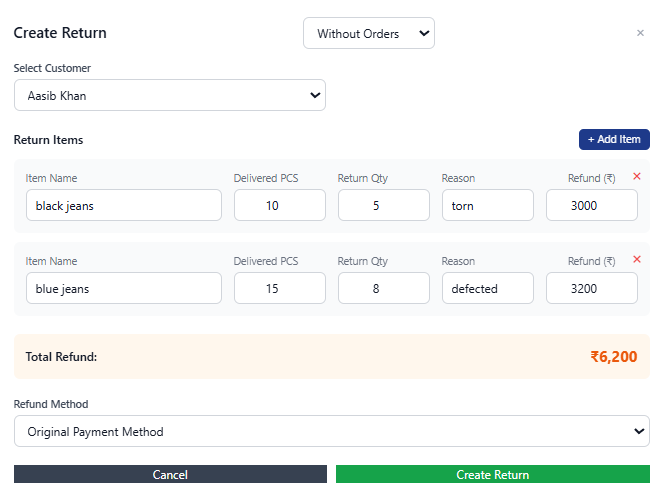 Create Return Without Orders ×
Select Customer
Aasib Khan
Return Items + Add Item
Item Name Delivered PCS Return Qty Reason Refund (₹) ×
black jeans 10 5 torn 3000
Item Name Delivered PCS Return Qty Reason Refund (₹) ×
blue jeans 15 8 defected 3200
Total Refund: ₹6,200
Refund Method
Original Payment Method
Cancel Create Return